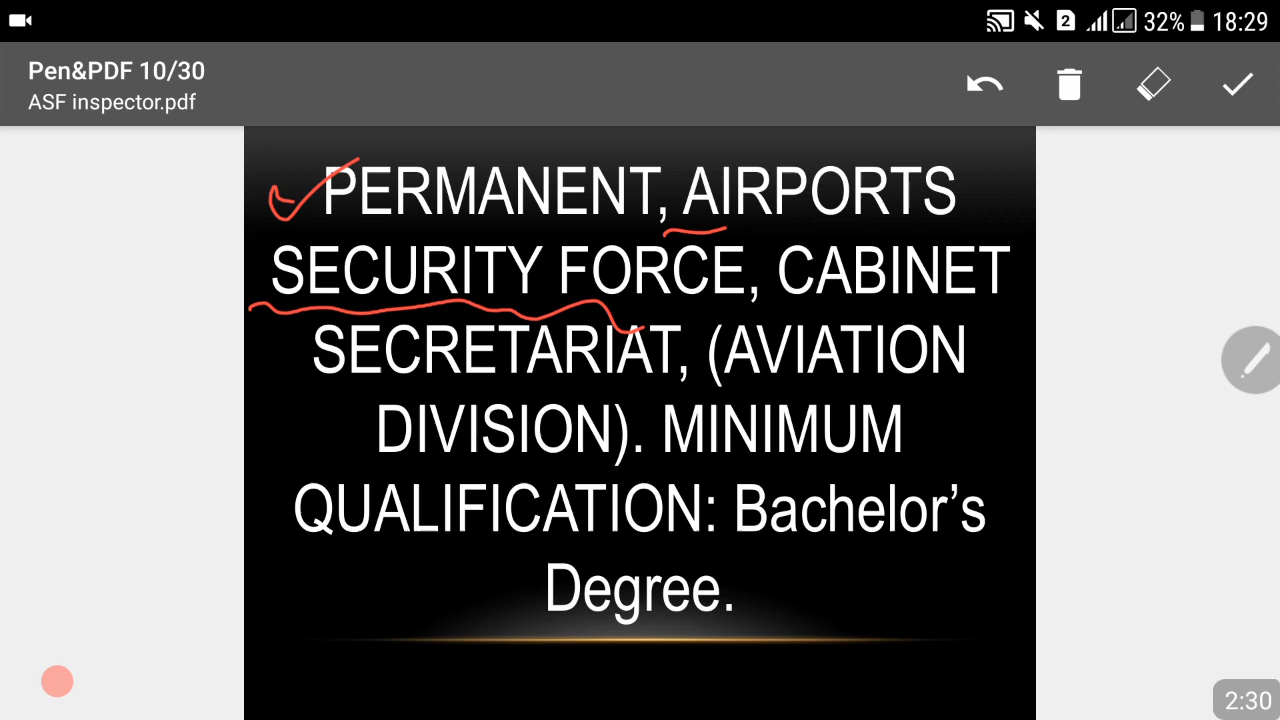 2 32% 18:29
Pen&PDF 10/30
ASF inspector.pdf
PERMANENT, AIRPORTS
SECURITY FORCE, CABINET
SECRETARIAT, (AVIATION
DIVISION). MINIMUM
QUALIFICATION: Bachelor’s
Degree.
2:30